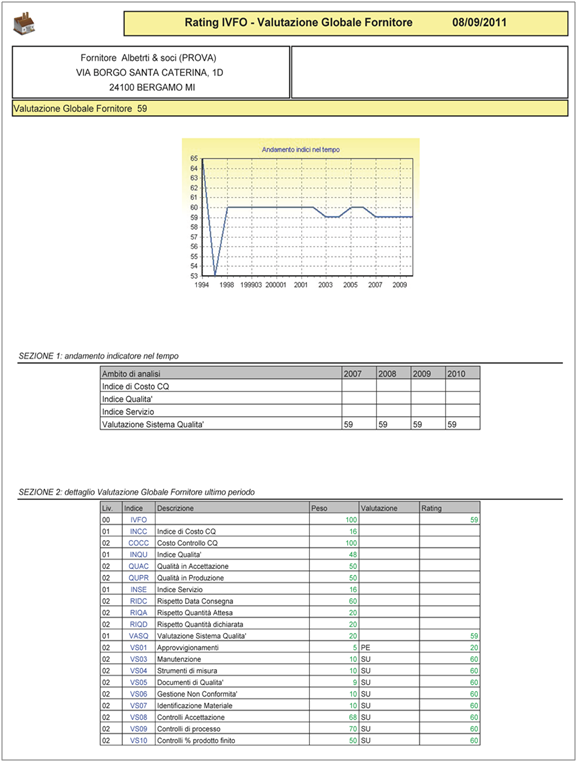 Rating IVFO - Valutazione Globale Fornitore 08/09/2011
Fornitore Albetrti & soci (PROVA)
VIA BORGO SANTA CATERINA, 1D
24100 BERGAMO MI
Valutazione Globale Fornitore 59
Andamento indici nel tempo
65
64
63
62
61
60
59
58
57
56
55
54
53
1994 1998 199903 200001 2001 2003 2005 2007 2009
SEZIONE 1: andamento indicatore nel tempo
Ambito di analisi 2007 2008 2009 2010
Indice di Costo CQ
Indice Qualita'
Indice Servizio
Valutazione Sistema Qualita' 59 59 59 59
SEZIONE 2: dettaglio Valutazione Globale Fornitore ultimo periodo
Liv. Indice Descrizione Peso Valutazione Rating
00 IVFO 100 59
01 INCC Indice di Costo CQ 16
02 COCC Costo Controllo CQ 100
01 INQU Indice Qualita' 48
02 QUAC Qualità in Accettazione 50
02 QUPR Qualità in Produzione 50
01 INSE Indice Servizio 16
02 RIDC Rispetto Data Consegna 60
02 RIQA Rispetto Quantità Attesa 20
02 RIQD Rispetto Quantità dichiarata 20
01 VASQ Valutazione Sistema Qualita' 20 59
02 VS01 Approvvigionamenti 5 PE 20
02 VS03 Manutenzione 10 SU 60
02 VS04 Strumenti di misura 10 SU 60
02 VS05 Documenti di Qualita' 9 SU 60
02 VS06 Gestione Non Conformita' 10 SU 60
02 VS07 Identificazione Materiale 10 SU 60
02 VS08 Controlli Accettazione 68 SU 60
02 VS09 Controlli di processo 70 SU 60
02 VS10 Controlli % prodotto finito 50 SU 60